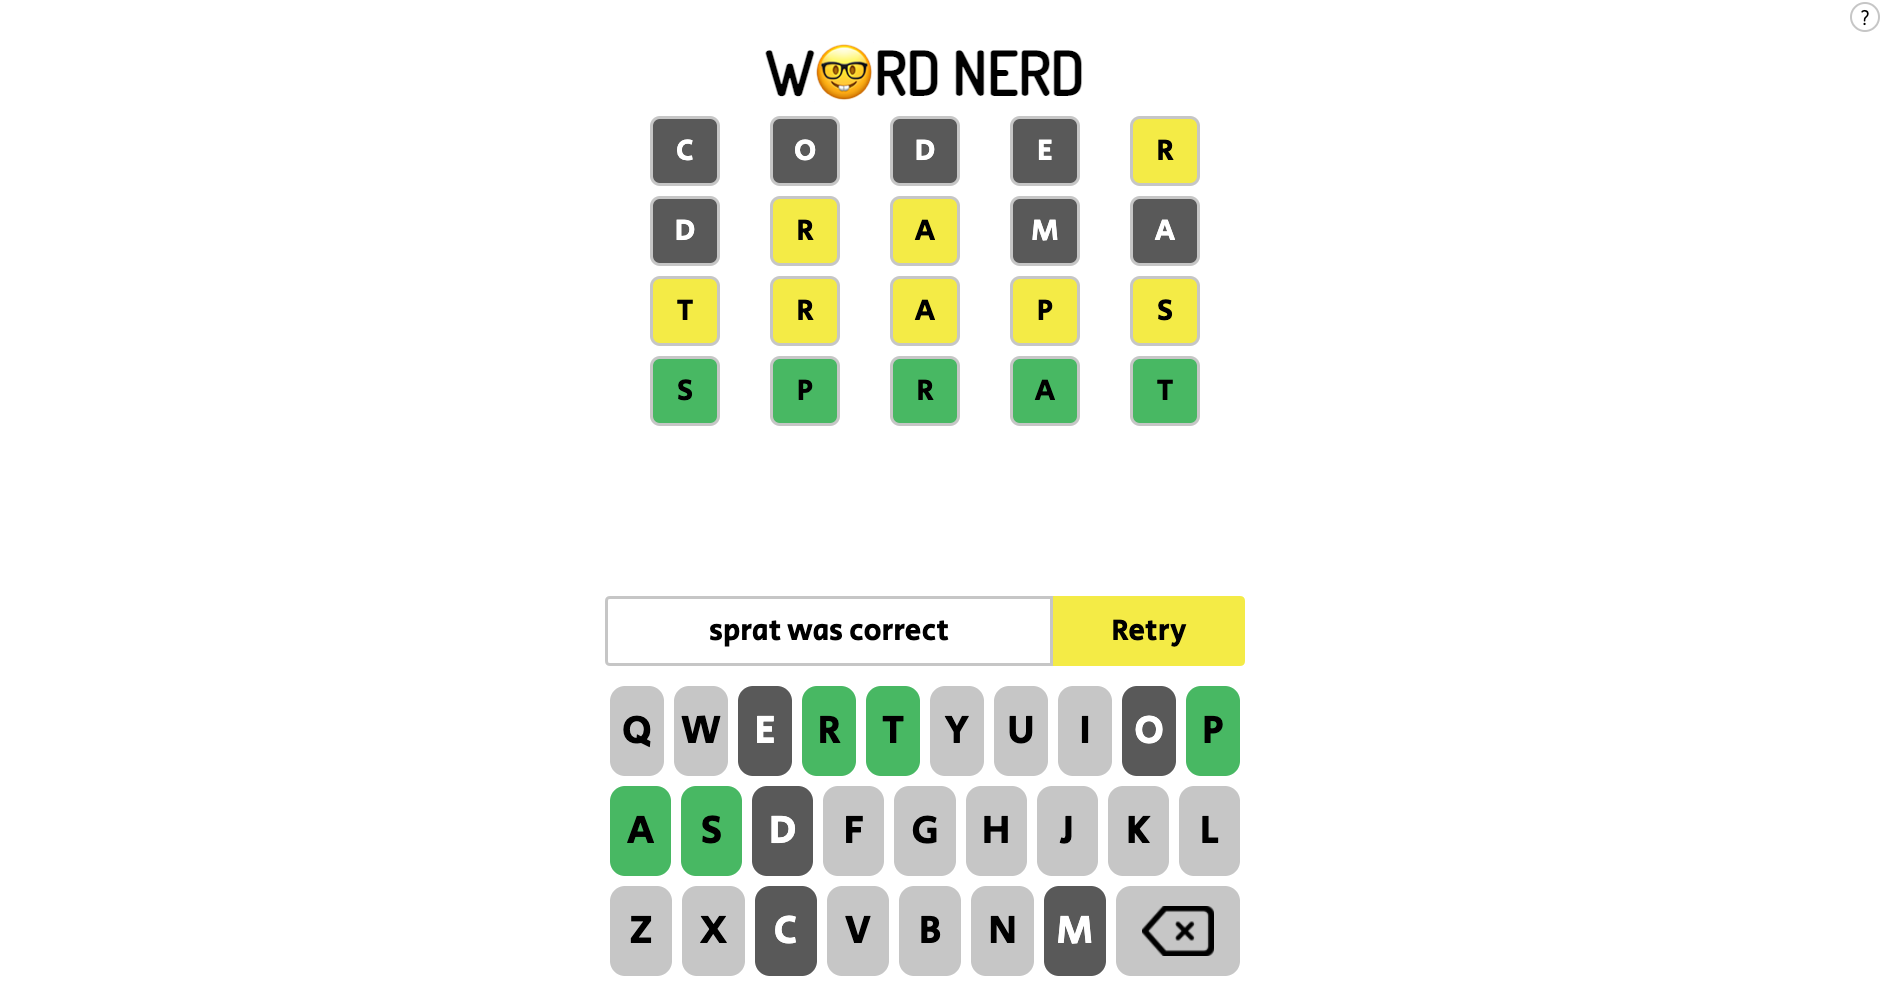 ?
W🤓RD NERD
C O D E R
D R A M A
T R A P S
S P R A T
sprat was correct Retry
Q W E R T Y U I O P
A S D F G H J K L
Z X C V B N M